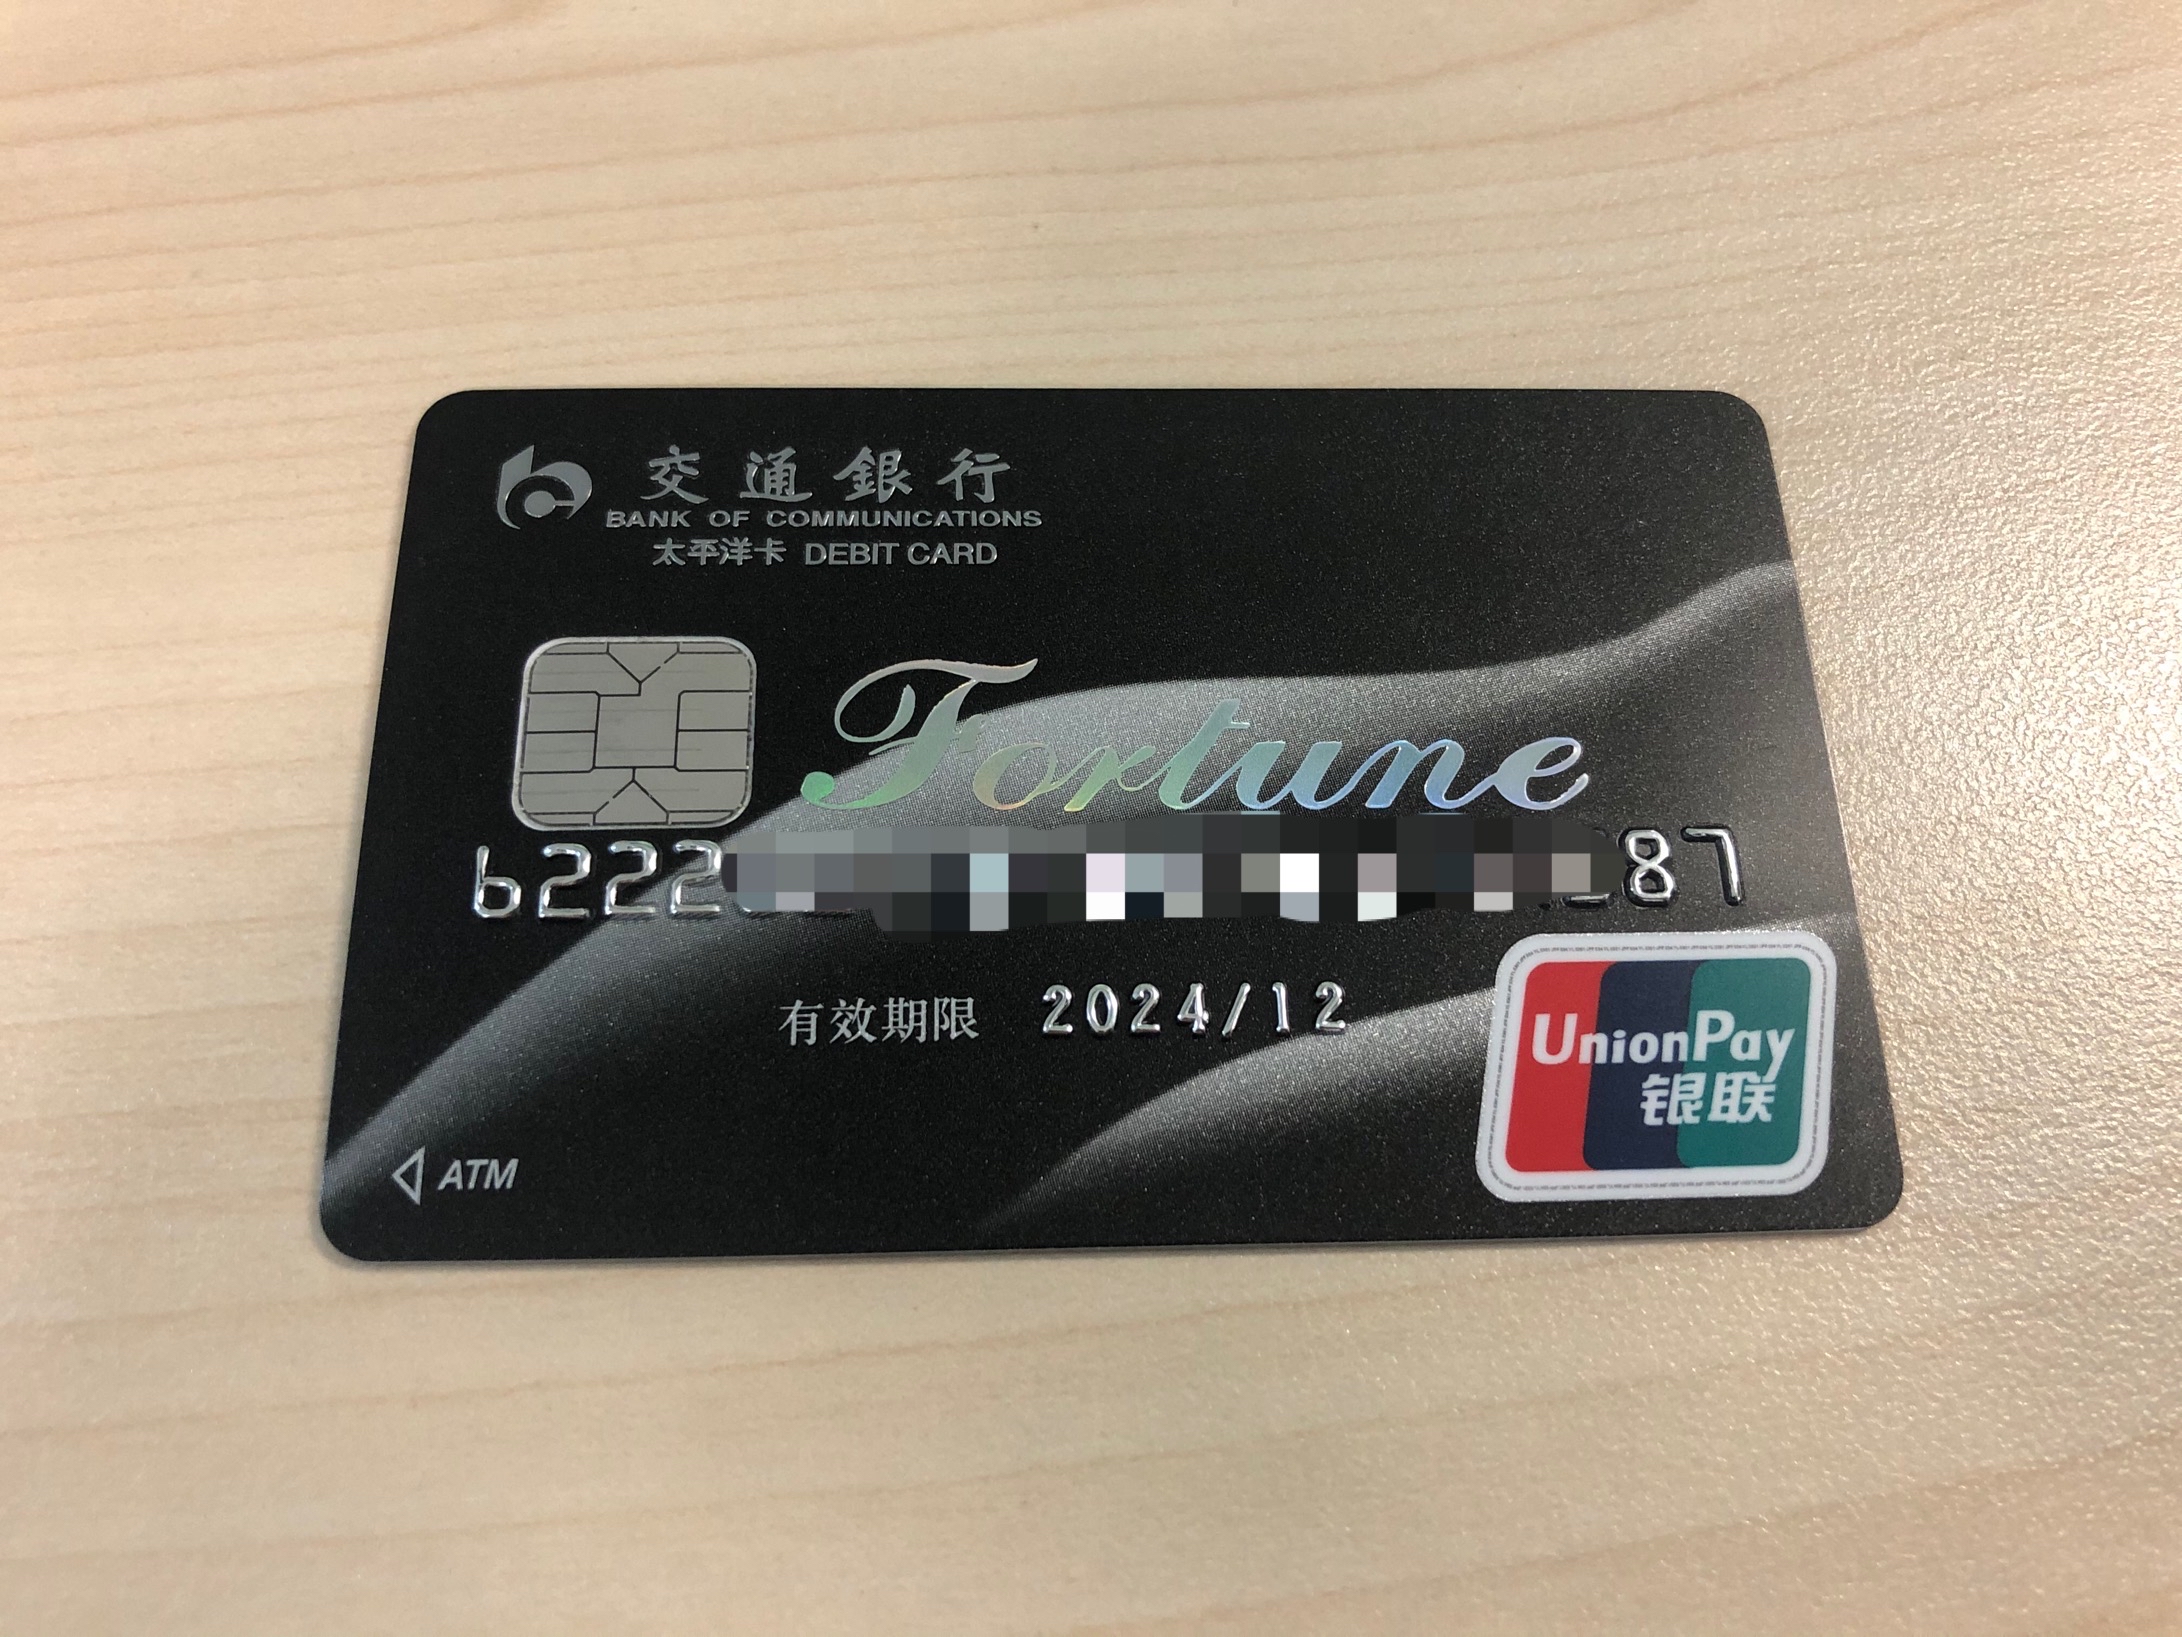 交通銀行
BANK OF COMMUNICATIONS
太平洋卡 DEBIT CARD
Fortune
6222 87
有效期限 2024/12
UnionPay
银联
ATM